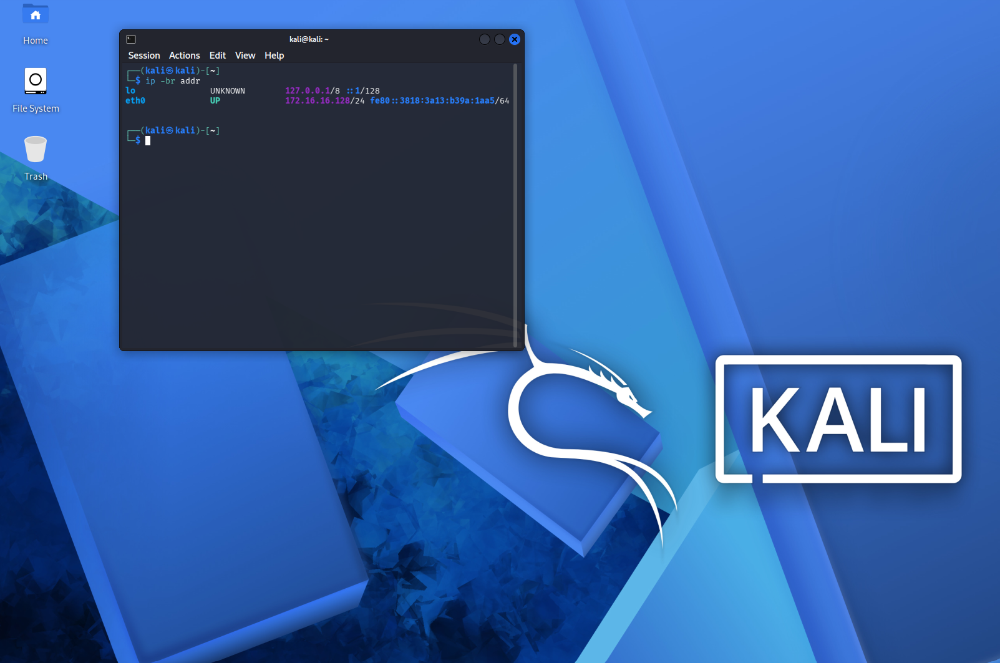 Home
File System
Trash
kali@kali: ~
Session Actions Edit View Help
┌──(kali㉿kali)-[~]
└─$ ip -br addr
lo UNKNOWN 127.0.0.1/8 ::1/128
eth0 UP 172.16.16.128/24 fe80::3818:3a13:b39a:1aa5/64
┌──(kali㉿kali)-[~]
└─$
KALI